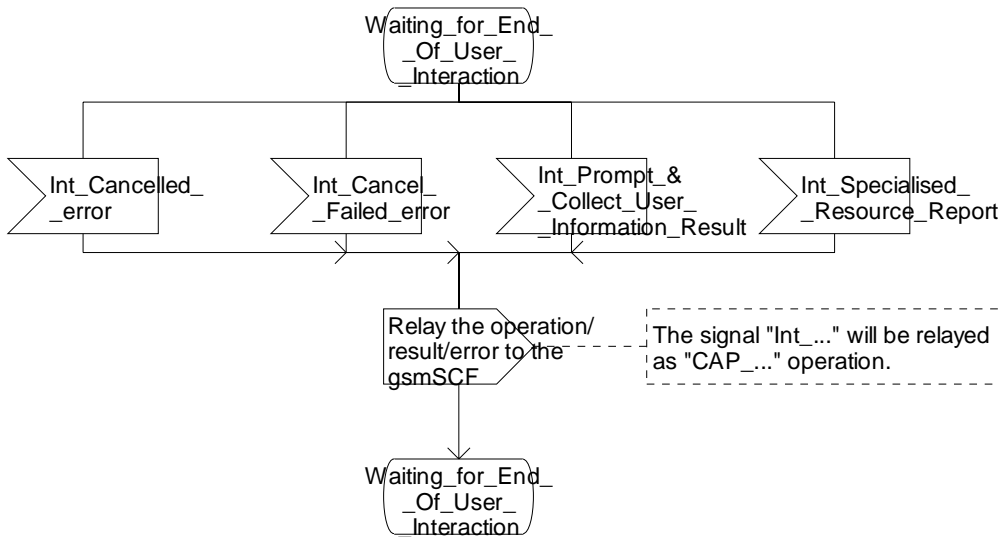 Waiting_for_End_
_Of_User_
_Interaction
Int_Cancelled_
_error
Int_Cancel_
_Failed_error
Int_Prompt_&
_Collect_User_
_Information_Result
Int_Specialised_
_Resource_Report
Relay the operation/
result/error to the
gsmSCF
The signal "Int_..." will be relayed
as "CAP_..." operation.
Waiting_for_End_
_Of_User_
_Interaction